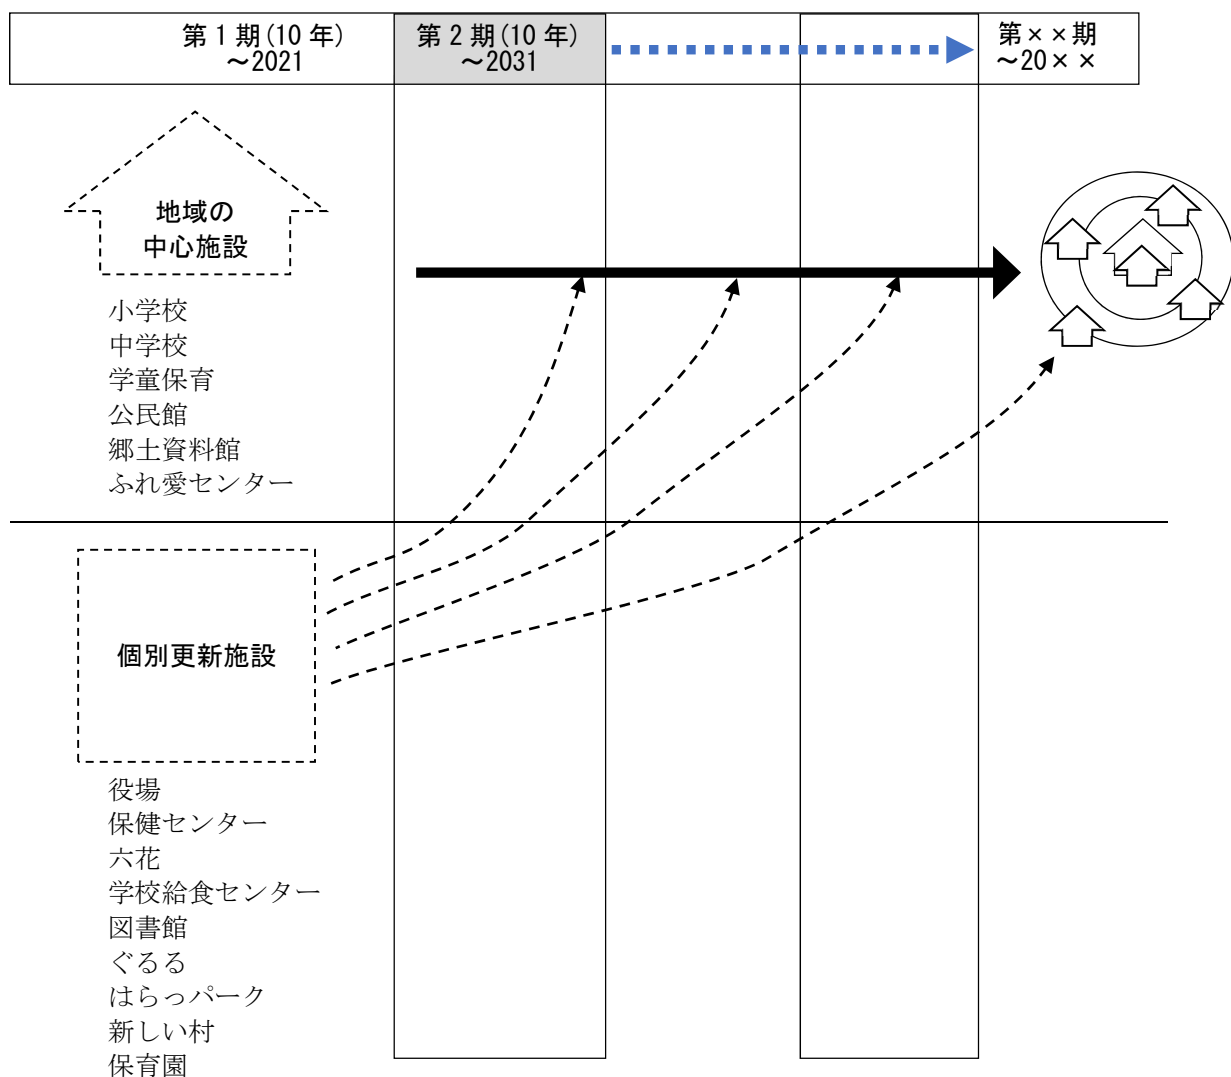 第１期(10 年)
～2021
第２期(10 年)
～2031
第××期
～20××
地域の
中心施設
小学校
中学校
学童保育
公民館
郷土資料館
ふれ愛センター
個別更新施設
役場
保健センター
六花
学校給食センター
図書館
ぐるる
はらっパーク
新しい村
保育園